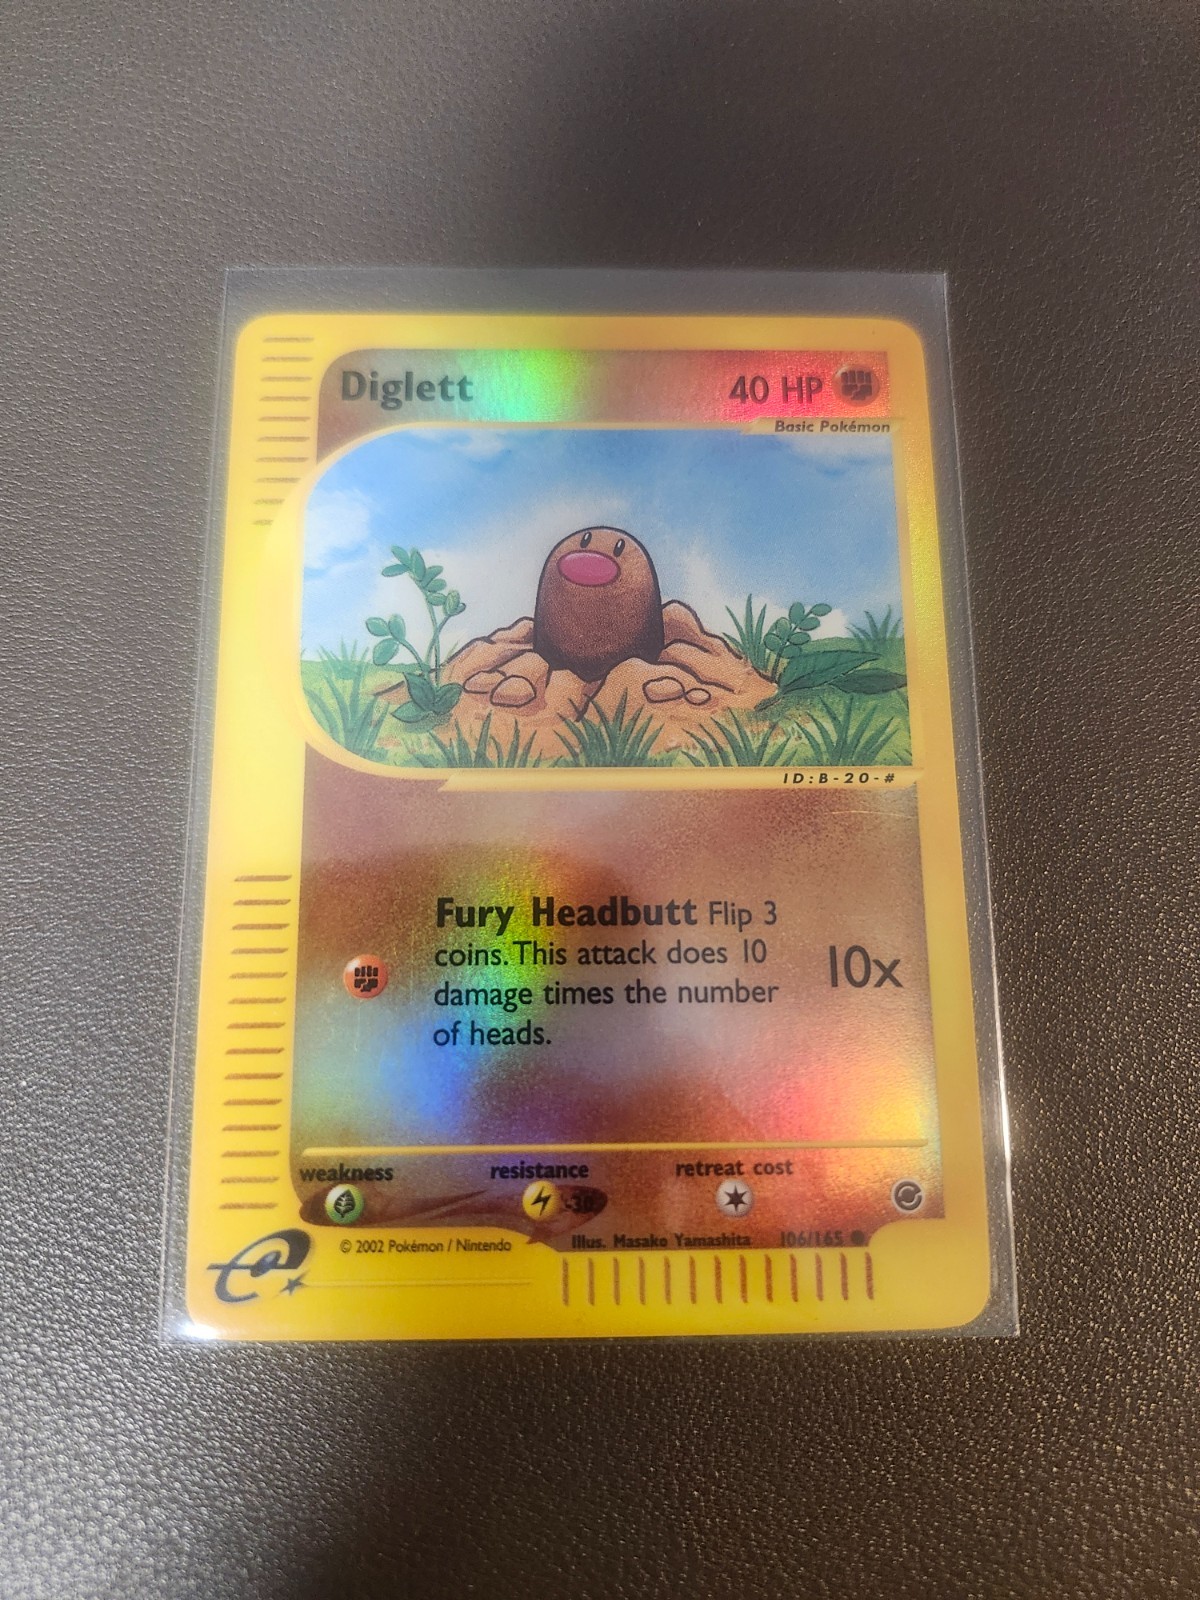 Diglett
40 HP
Basic Pokémon
ID:B-20-#
Fury Headbutt Flip 3
coins. This attack does 10
damage times the number
of heads.
10x
weakness resistance retreat cost
-30
© 2002 Pokémon / Nintendo
Illus. Masako Yamashita 106/165
e